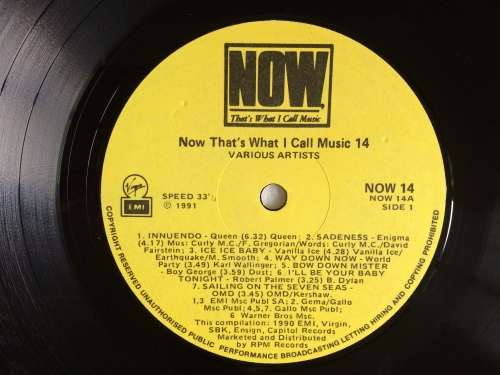 NOW
That's What I Call Music
Now That's What I Call Music 14
VARIOUS ARTISTS
Virgin
EMI
SPEED 33⅓
℗ 1991
NOW 14
NOW 14A
SIDE 1
1. INNUENDO - Queen (6.32) Queen; 2. SADENESS - Enigma
(4.17) Mus: Curly M.C./F. Gregorian/Words: Curly M.C./David
Fairstein; 3. ICE ICE BABY - Vanilla Ice (4.28) Vanilla Ice/
Earthquake/M. Smooth; 4. WAY DOWN NOW - World
Party (3.49) Karl Wallinger; 5. BOW DOWN MISTER
- Boy George (3.59) Dust; 6 I'LL BE YOUR BABY
TONIGHT - Robert Palmer (3.25) B. Dylan
7. SAILING ON THE SEVEN SEAS -
OMD (3.45) OMD/Kershaw.
1,3 EMI Msc Publ SA; 2, Gema/Gallo
Msc Publ; 4,5,7, Gallo Msc Publ;
6 Warner Bros Msc.
This compilation: 1990 EMI, Virgin,
SBK, Ensign, Capitol Records
Marketed and Distributed
by RPM Records
COPYRIGHT RESERVED UNAUTHORISED PUBLIC PERFORMANCE BROADCASTING LETTING HIRING AND COPYING PROHIBITED